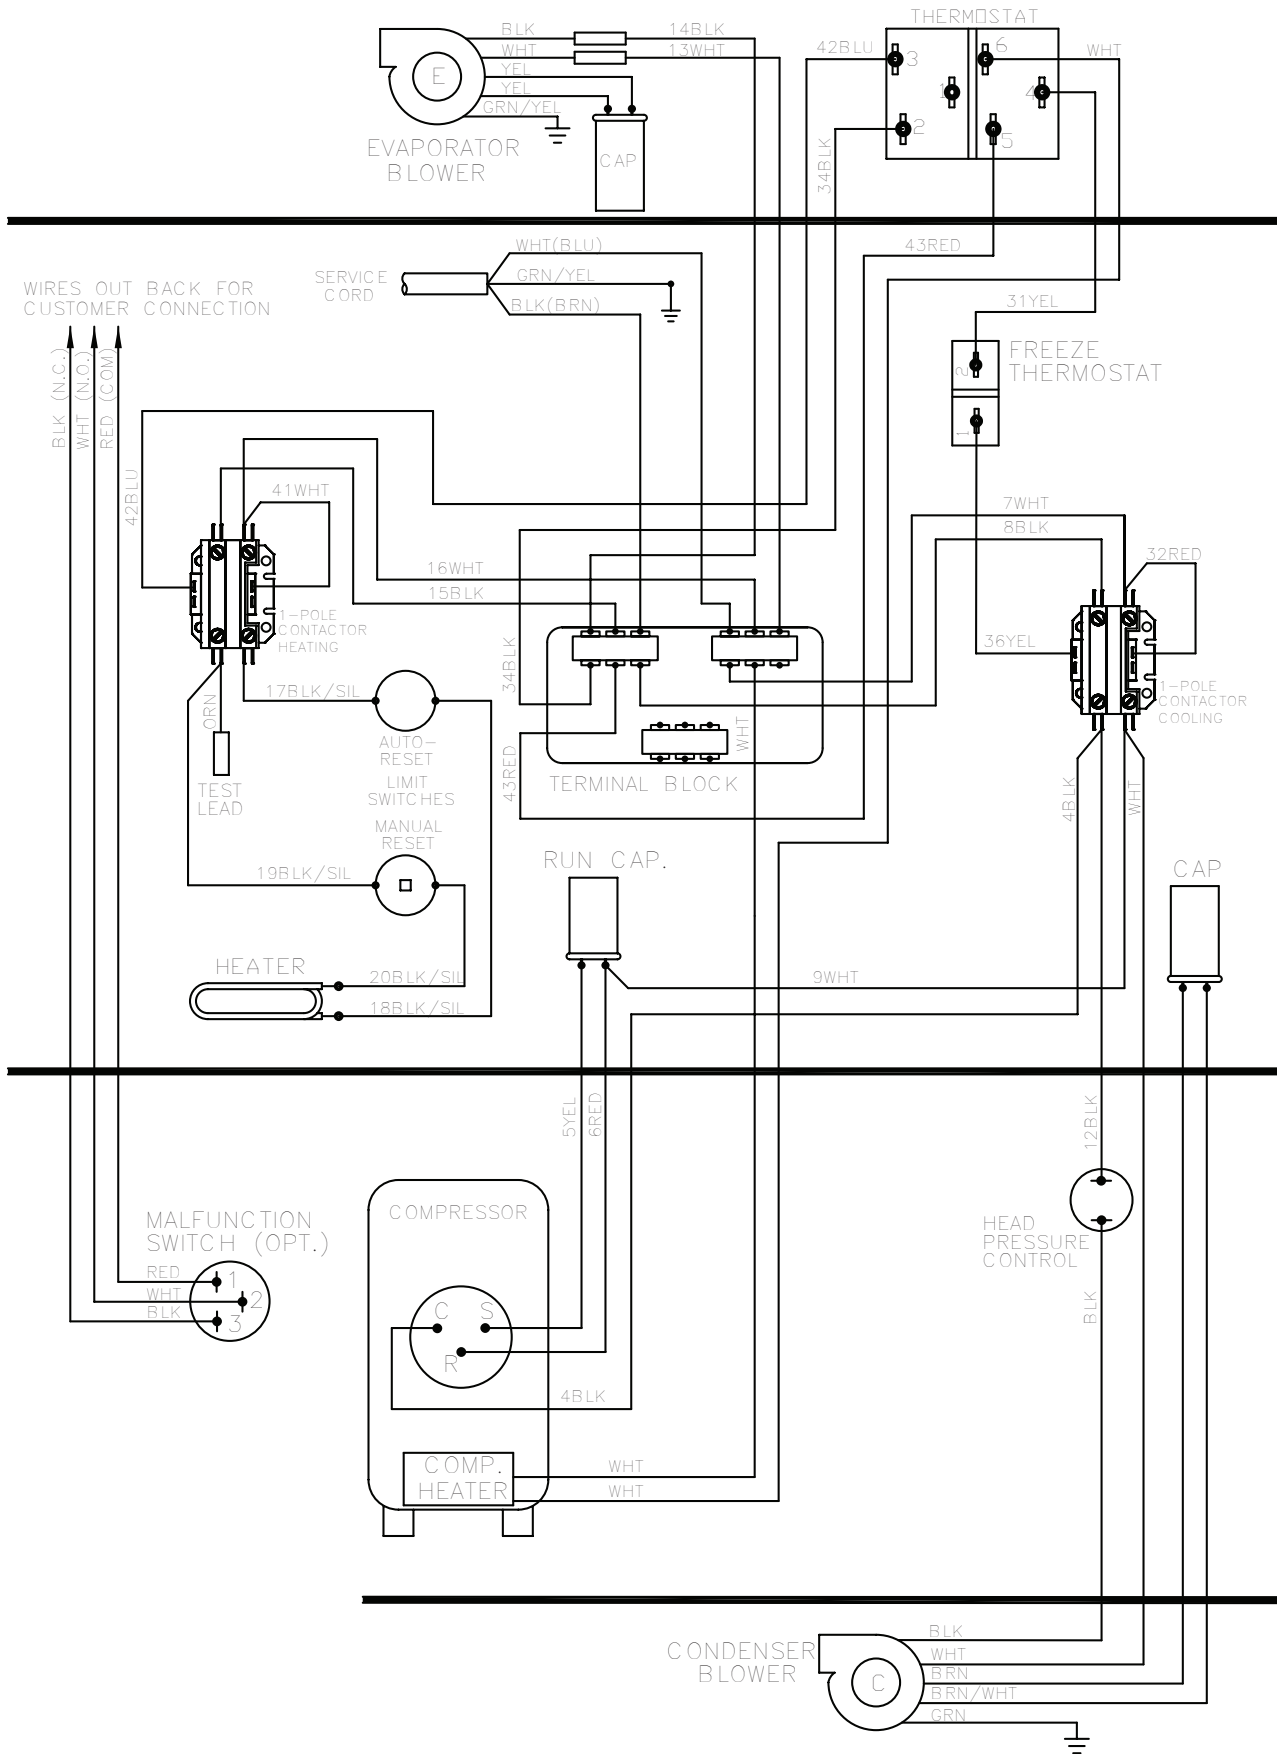 THERMOSTAT
BLK
14BLK
WHT
13WHT
42BLU
3
6
WHT
YEL
YEL
E
1
4
GRN/YEL
2
5
EVAPORATOR
BLOWER
CAP
34BLK
WHT(BLU)
43RED
SERVICE
CORD
GRN/YEL
BLK(BRN)
WIRES OUT BACK FOR
CUSTOMER CONNECTION
31YEL
FREEZE
THERMOSTAT
2
1
BLK (N.C.)
WHT (N.O.)
RED (COM)
42BLU
41WHT
7WHT
8BLK
32RED
16WHT
15BLK
1-POLE
CONTACTOR
HEATING
36YEL
34BLK
1-POLE
CONTACTOR
COOLING
17BLK/SIL
ORN
AUTO-
RESET
WHT
43RED
TERMINAL BLOCK
TEST
LEAD
LIMIT
SWITCHES
4BLK
WHT
MANUAL
RESET
RUN CAP.
CAP
19BLK/SIL
HEATER
20BLK/SIL
9WHT
18BLK/SIL
5YEL
6RED
12BLK
COMPRESSOR
MALFUNCTION
SWITCH (OPT.)
HEAD
PRESSURE
CONTROL
RED
1
WHT
2
BLK
3
BLK
C
S
R
4BLK
COMP.
HEATER
WHT
WHT
CONDENSER
BLOWER
BLK
WHT
BRN
C
BRN/WHT
GRN